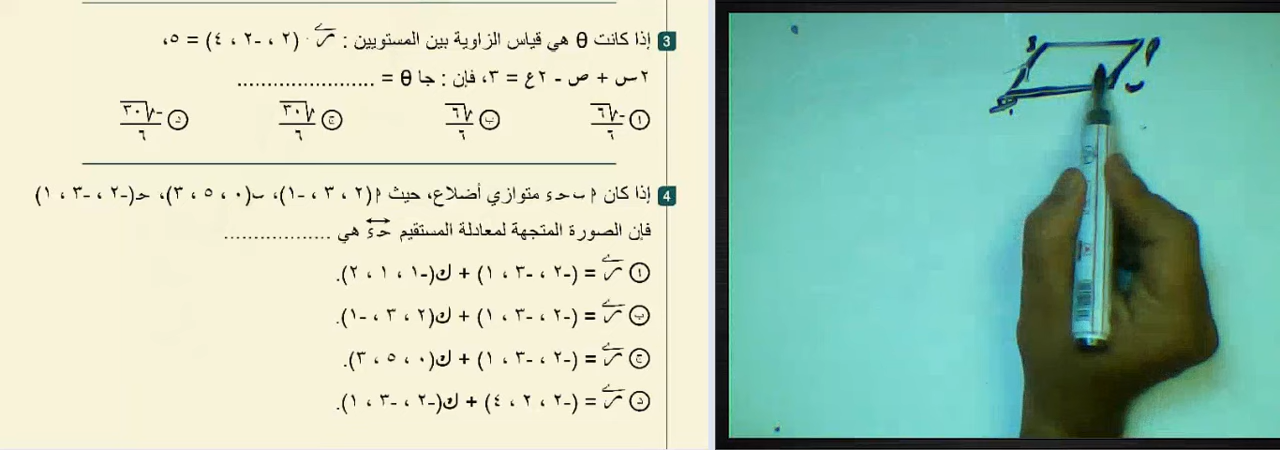 3 إذا كانت θ هي قياس الزاوية بين المستويين : ر · (٢ ، -٢ ، ٤) = ٥،
٢س + ص - ٢ع = ٣، فإن : جا θ = ........................
أ -√٦/٦ ب √٦/٦ ج √٣٠/٦ د -√٣٠/٦
4 إذا كان ٢ ب ح ء متوازي أضلاع، حيث ٢(٢ ، ٣ ، -١)، ب(٠ ، ٥ ، ٣)، ح(-٢ ، -٣ ، ١)
فإن الصورة المتجهة لمعادلة المستقيم ح ء هي ..................
أ ر = (-٢ ، -٣ ، ١) + ك(-١ ، ١ ، ٢).
ب ر = (-٢ ، -٣ ، ١) + ك(٢ ، ٣ ، -١).
ج ر = (-٢ ، -٣ ، ١) + ك(٠ ، ٥ ، ٣).
د ر = (-٢ ، ٢ ، ٤) + ك(-٢ ، -٣ ، ١).